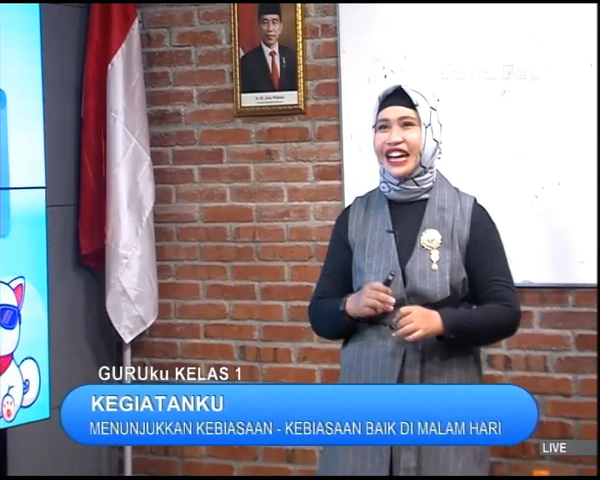 GURUku KELAS 1
KEGIATANKU
MENUNJUKKAN KEBIASAAN - KEBIASAAN BAIK DI MALAM HARI
LIVE